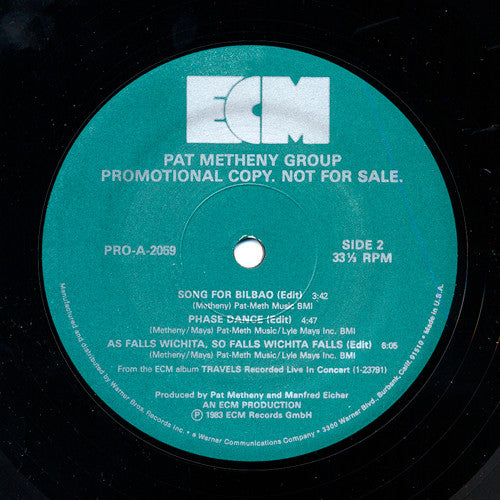 ECM
PAT METHENY GROUP
PROMOTIONAL COPY. NOT FOR SALE.
PRO-A-2059
SIDE 2
33⅓ RPM
SONG FOR BILBAO (Edit) 3:42
(Metheny) Pat-Meth Music BMI
PHASE DANCE (Edit) 4:47
(Metheny/Mays) Pat-Meth Music/Lyle Mays Inc. BMI
AS FALLS WICHITA, SO FALLS WICHITA FALLS (Edit) 6:05
(Metheny/Mays) Pat-Meth Music/Lyle Mays Inc. BMI
From the ECM album TRAVELS Recorded Live In Concert (1-23791)
Produced by Pat Metheny and Manfred Eicher
AN ECM PRODUCTION
℗ 1983 ECM Records GmbH
Manufactured and distributed by Warner Bros. Records Inc. • a Warner Communications Company • 3300 Warner Blvd., Burbank, Calif. 91510 • Made in U.S.A.